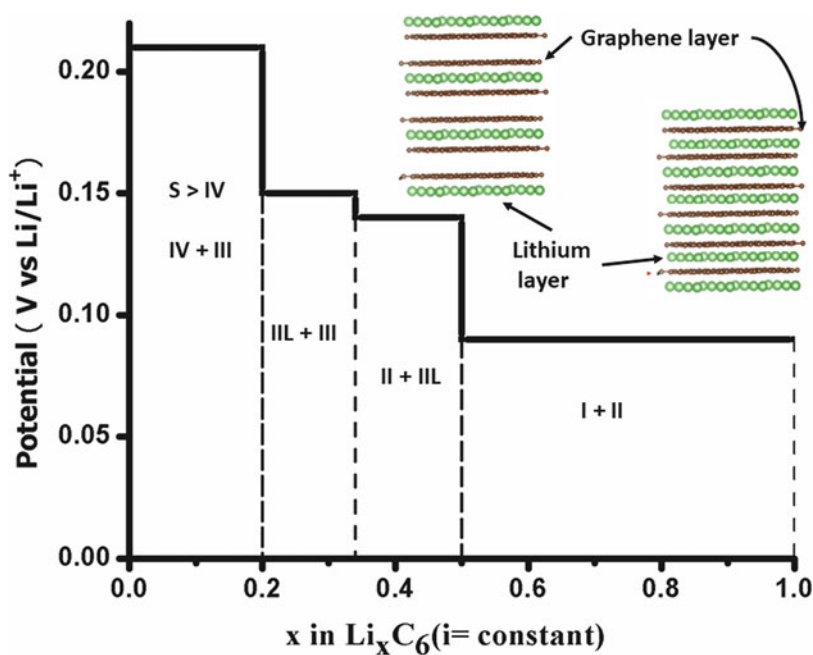 Graphene layer
0.20
S > IV
0.15
IV + III
Lithium
layer
0.10
IIL + III
II + IIL
I + II
0.05
0.00
0.0 0.2 0.4 0.6 0.8 1.0
Potential ( V vs Li/Li⁺)
x in LiₓC₆(i= constant)